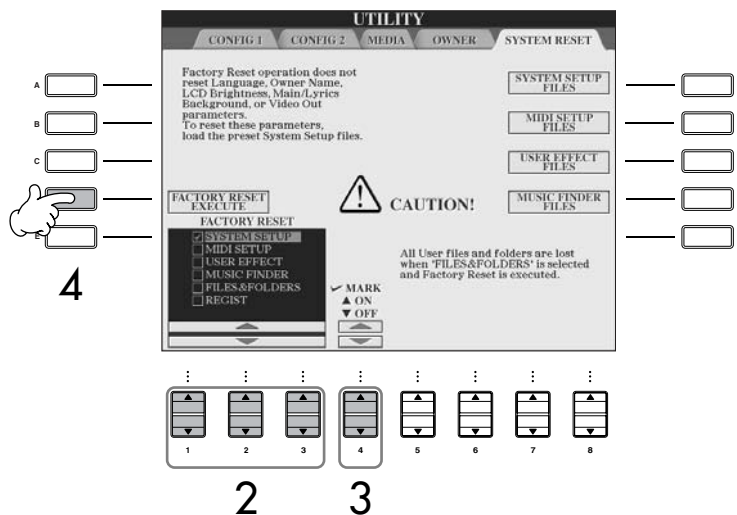 UTILITY
CONFIG 1 CONFIG 2 MEDIA OWNER SYSTEM RESET
Factory Reset operation does not
reset Language, Owner Name,
LCD Brightness, Main/Lyrics
Background, or Video Out
parameters.
To reset these parameters,
load the preset System Setup files.
SYSTEM SETUP
FILES
MIDI SETUP
FILES
USER EFFECT
FILES
MUSIC FINDER
FILES
A
B
C
E
4
FACTORY RESET
EXECUTE
CAUTION!
FACTORY RESET
SYSTEM SETUP
MIDI SETUP
USER EFFECT
MUSIC FINDER
FILES&FOLDERS
REGIST
MARK
▲ ON
▼ OFF
All User files and folders are lost
when "FILES&FOLDERS" is selected
and Factory Reset is executed.
1 2 3 4 5 6 7 8
2 3